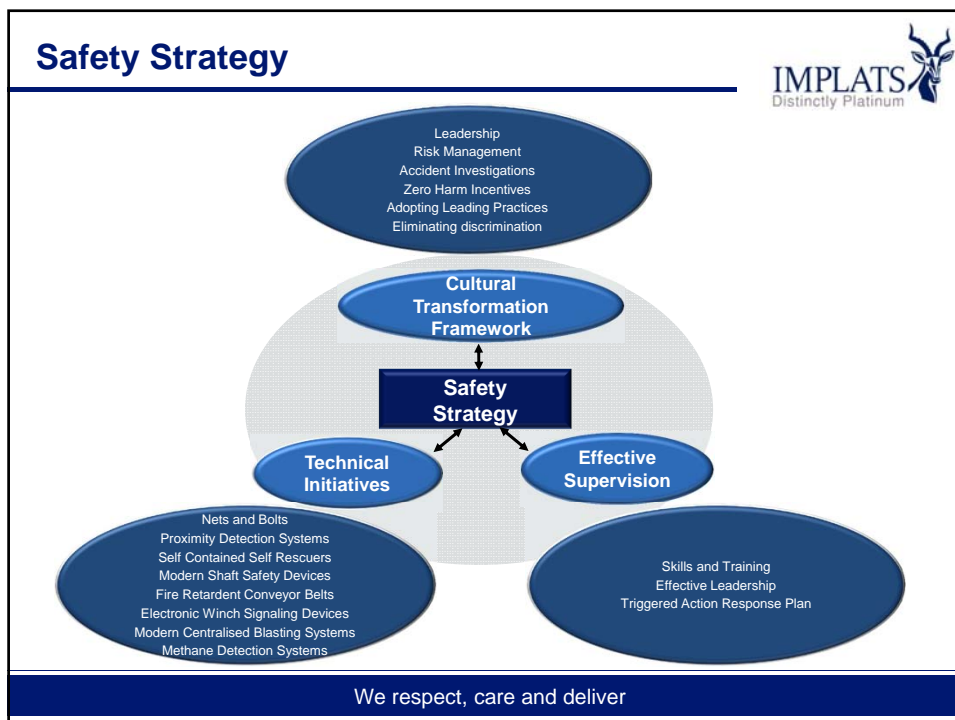 Safety Strategy
IMPLATS
Distinctly Platinum
Leadership
Risk Management
Accident Investigations
Zero Harm Incentives
Adopting Leading Practices
Eliminating discrimination
Cultural
Transformation
Framework
Safety
Strategy
Technical
Initiatives
Effective
Supervision
Nets and Bolts
Proximity Detection Systems
Self Contained Self Rescuers
Modern Shaft Safety Devices
Fire Retardent Conveyor Belts
Electronic Winch Signaling Devices
Modern Centralised Blasting Systems
Methane Detection Systems
Skills and Training
Effective Leadership
Triggered Action Response Plan
We respect, care and deliver